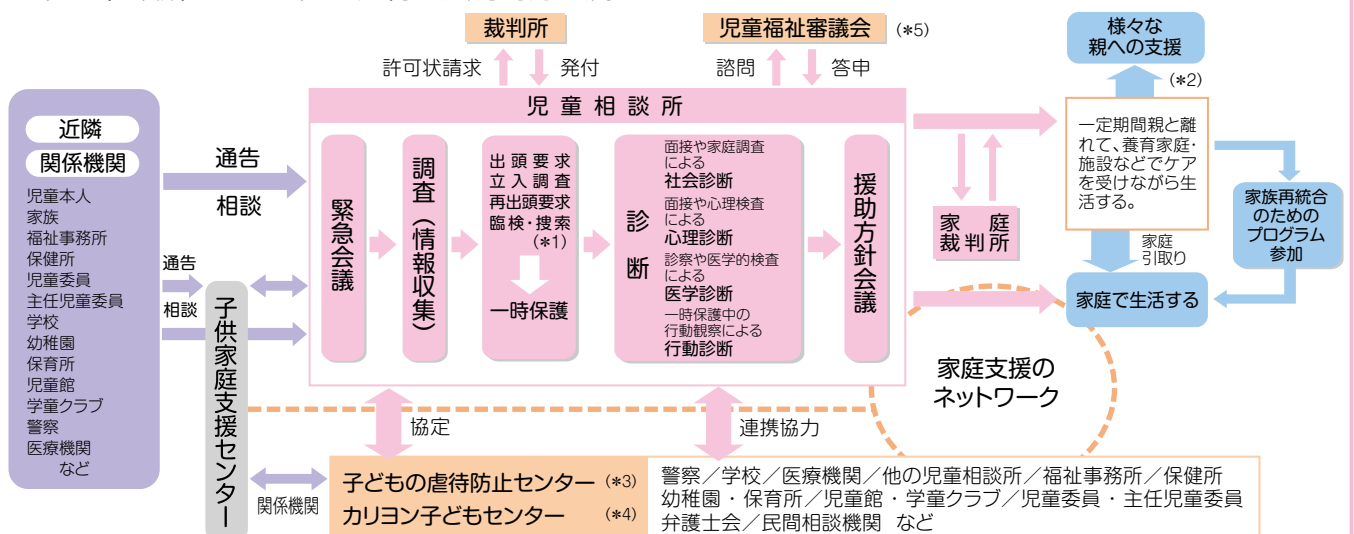 裁判所
児童福祉審議会 (*5)
許可状請求
発付
諮問
答申
様々な
親への支援
(*2)
近隣
関係機関
児童本人
家族
福祉事務所
保健所
児童委員
主任児童委員
学校
幼稚園
保育所
児童館
学童クラブ
警察
医療機関
など
通告
相談
通告
相談
子供家庭支援センター
児童相談所
緊急会議
調査(情報収集)
出頭要求
立入調査
再出頭要求
臨検・捜索
(*1)
一時保護
診断
面接や家庭調査
による
社会診断
面接や心理検査
による
心理診断
診察や医学的検査
による
医学診断
一時保護中の
行動観察による
行動診断
援助方針会議
家庭
裁判所
一定期間親と離
れて、養育家庭・
施設などでケア
を受けながら生
活する。
家庭
引取り
家族再統合
のための
プログラム
参加
家庭で生活する
家庭支援の
ネットワーク
協定
連携協力
関係機関
子どもの虐待防止センター (*3)
カリヨン子どもセンター (*4)
警察/学校/医療機関/他の児童相談所/福祉事務所/保健所
幼稚園・保育所/児童館・学童クラブ/児童委員・主任児童委員
弁護士会/民間相談機関 など